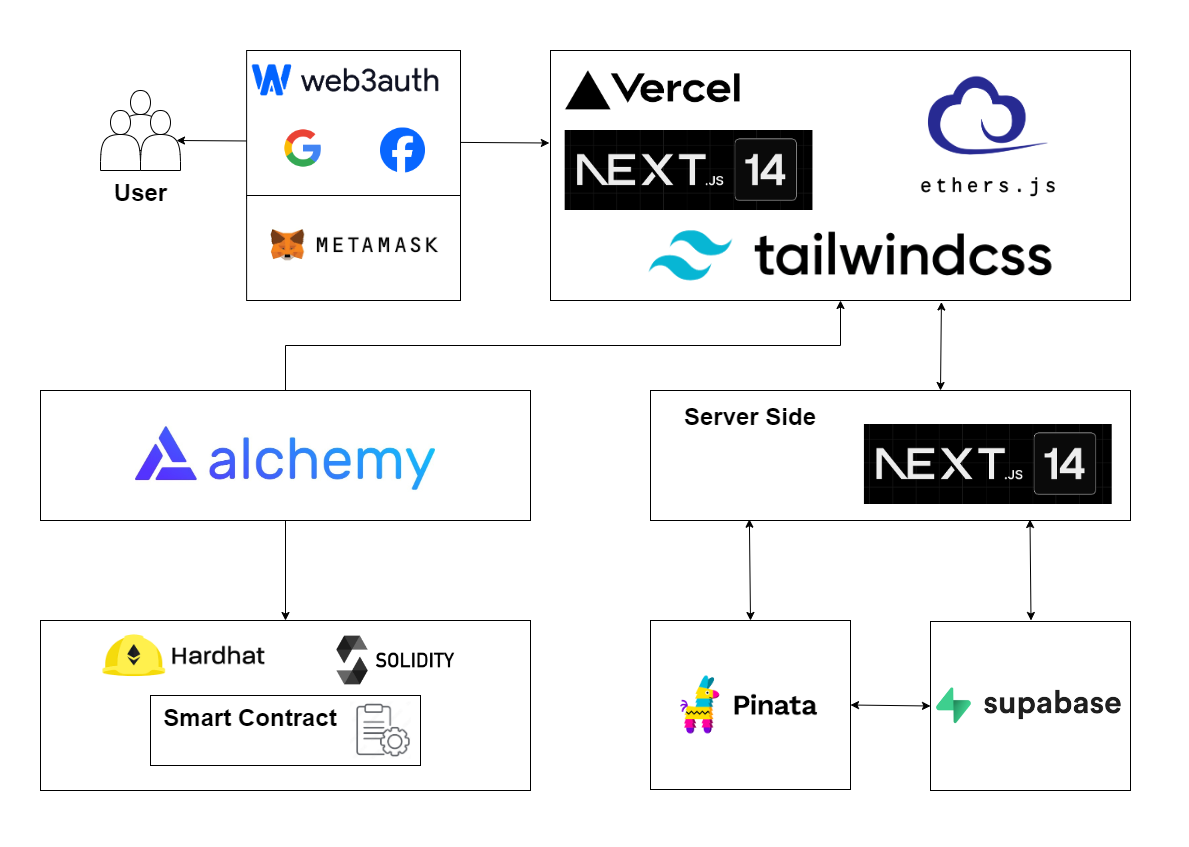 web3auth
User
METAMASK
Vercel
NEXT.JS 14
ethers.js
tailwindcss
alchemy
Server Side
NEXT.JS 14
Hardhat
SOLIDITY
Smart Contract
Pinata
supabase